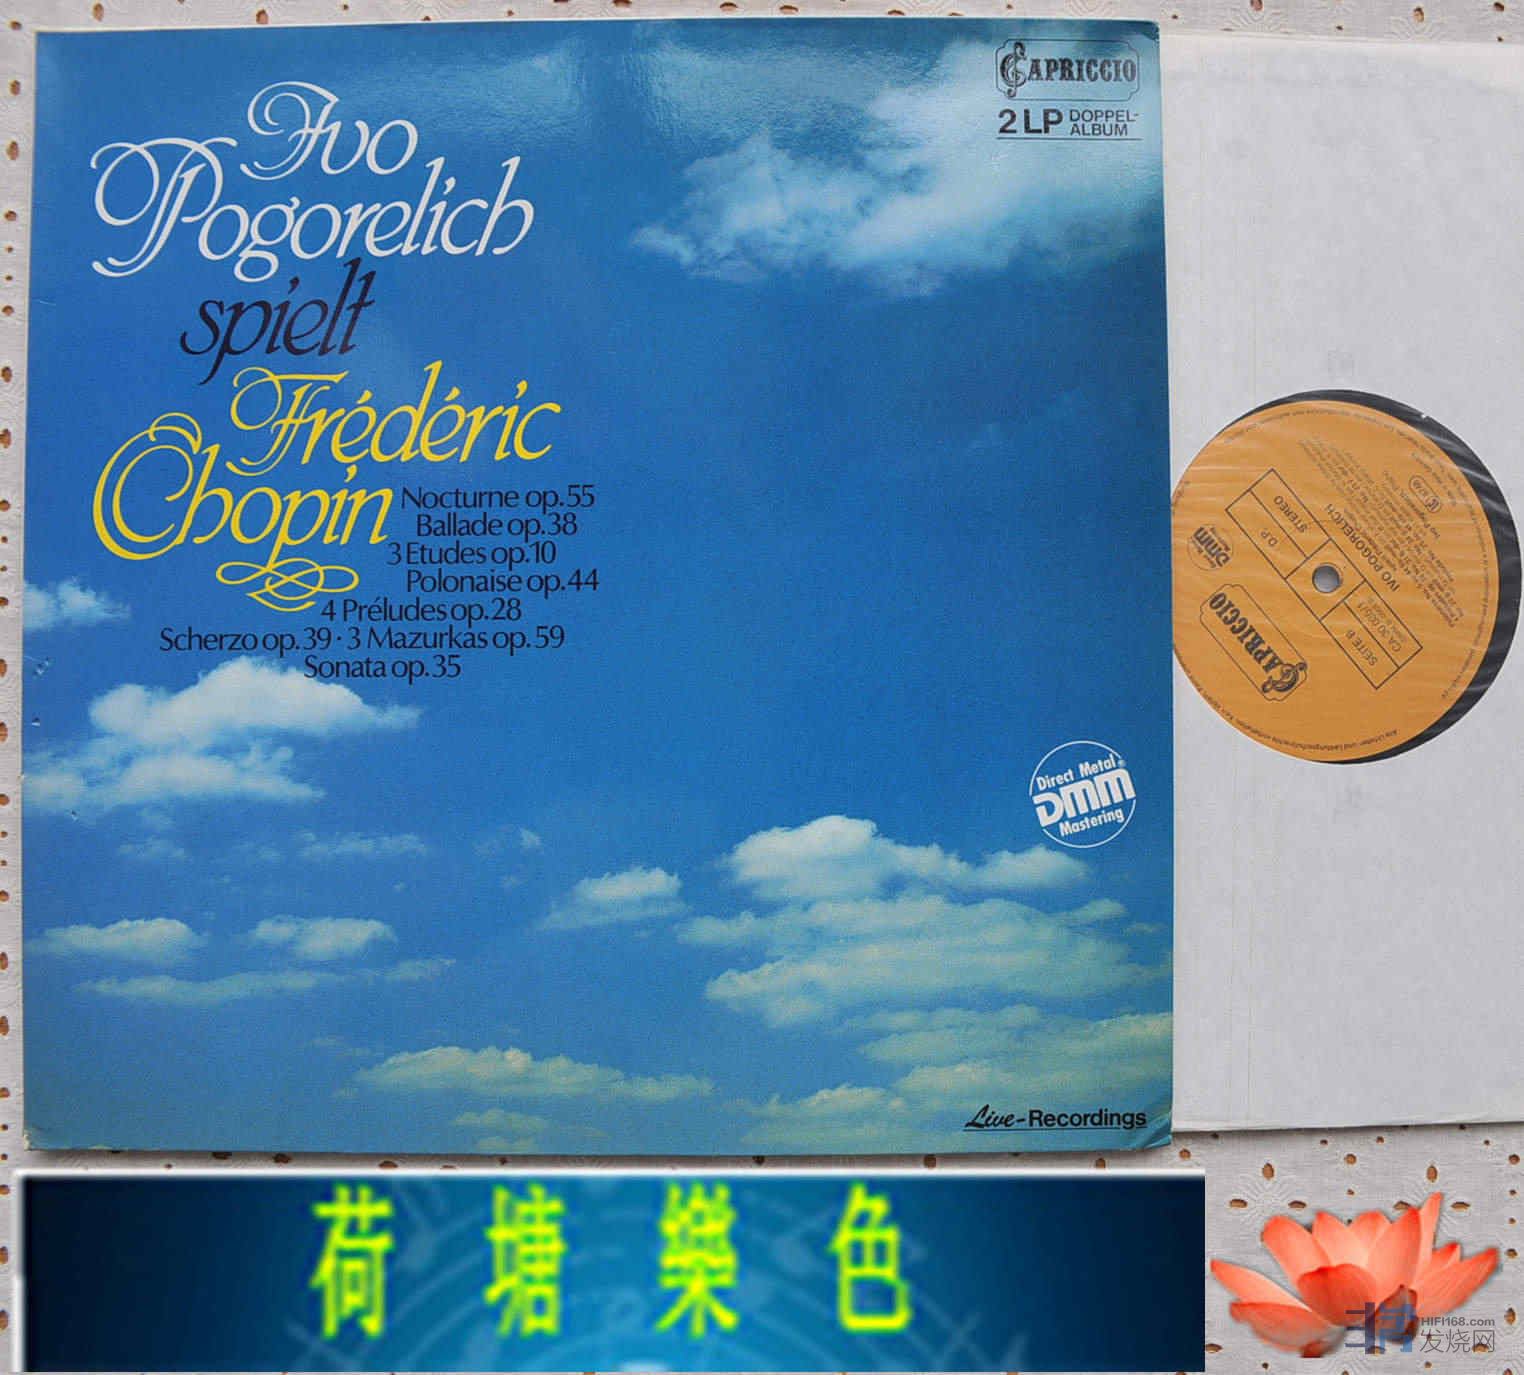 Ivo
Pogorelich
spielt
Frédéric
Chopin
Nocturne op.55
Ballade op.38
3 Etudes op.10
Polonaise op.44
4 Préludes op.28
Scherzo op.39 · 3 Mazurkas op.59
Sonata op.35
CAPRICCIO
2 LP DOPPEL-
ALBUM
Direct Metal
DMM
Mastering
Live-Recordings
CAPRICCIO
DMM
STEREO
IVO POGORELICH
SEITE B
荷塘樂色
HIFI168.com
发烧网